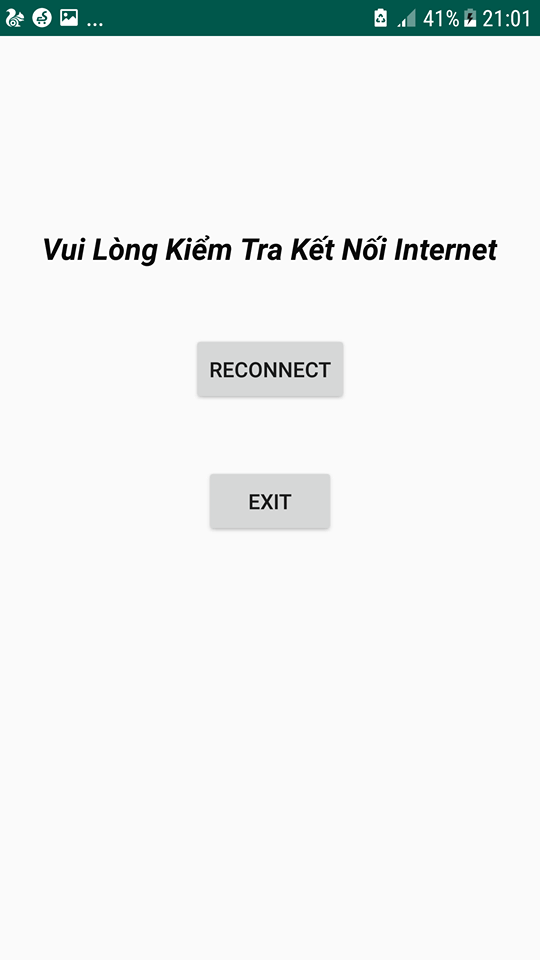 ... 41% 21:01
Vui Lòng Kiểm Tra Kết Nối Internet
RECONNECT
EXIT